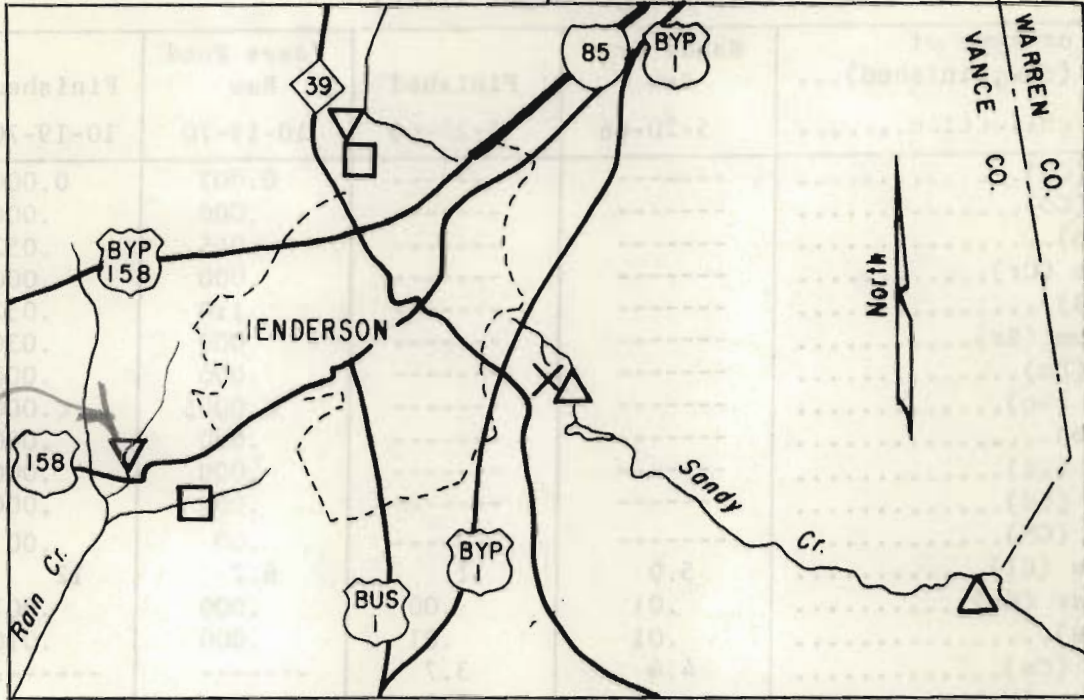 85
BYP
1
WARREN CO.
VANCE CO.
39
BYP
158
North
HENDERSON
158
Sandy Cr.
Rain Cr.
BYP
1
BUS
1